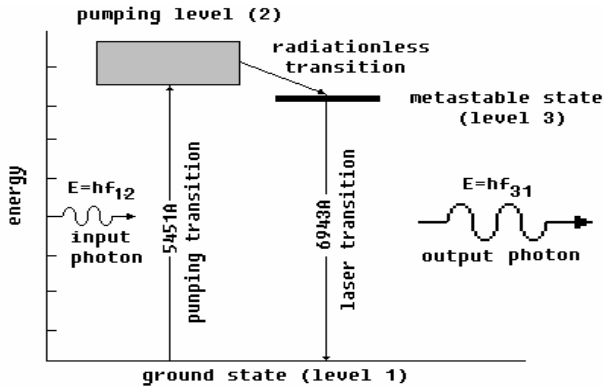 pumping level (2)
radiationless
transition
metastable state
(level 3)
energy
E=hf12
input
photon
5451A
punping transition
6943A
laser transition
E=hf31
output photon
ground state (level 1)